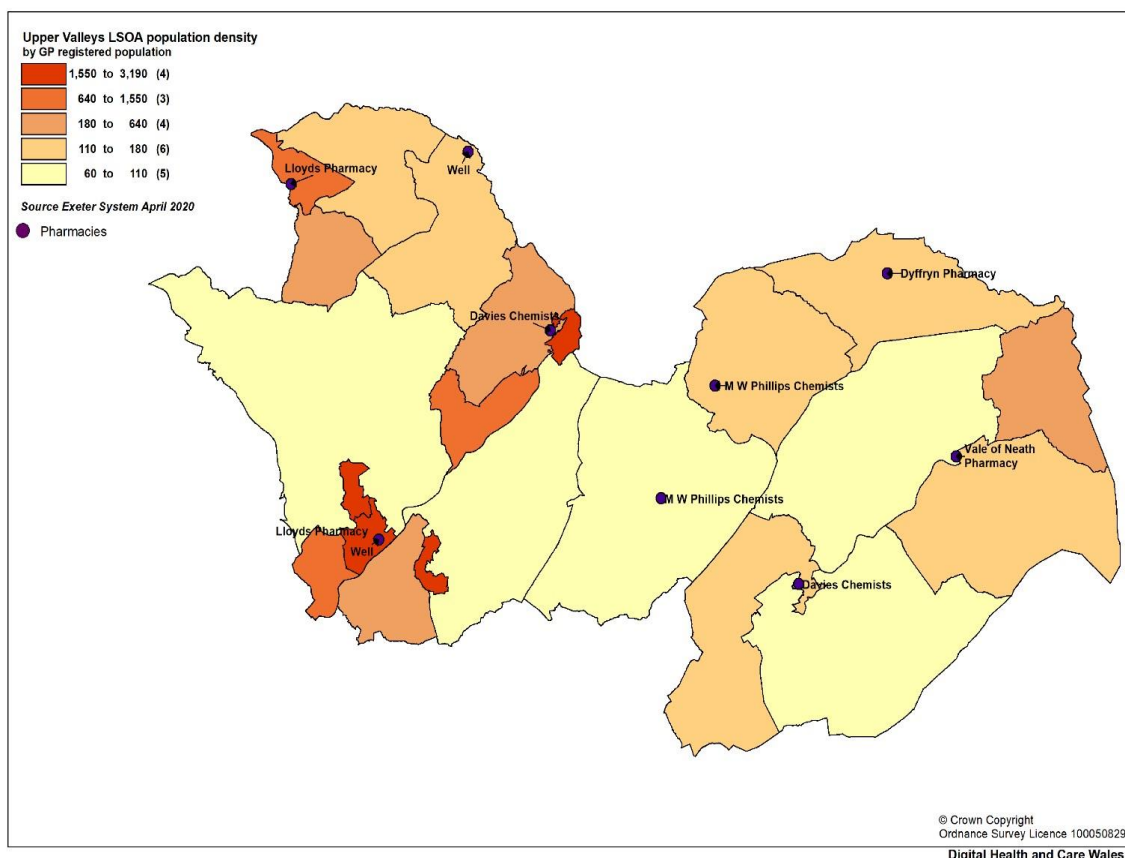 Upper Valleys LSOA population density
by GP registered population
1,550 to 3,190 (4)
640 to 1,550 (3)
180 to 640 (4)
110 to 180 (6)
60 to 110 (5)
Source Exeter System April 2020
Pharmacies
Lloyds Pharmacy
Well
Dyffryn Pharmacy
Davies Chemists
M W Phillips Chemists
Vale of Neath
Pharmacy
M W Phillips Chemists
Lloyds Pharmacy
Well
Davies Chemists
© Crown Copyright
Ordnance Survey Licence 100050829
Digital Health and Care Wales